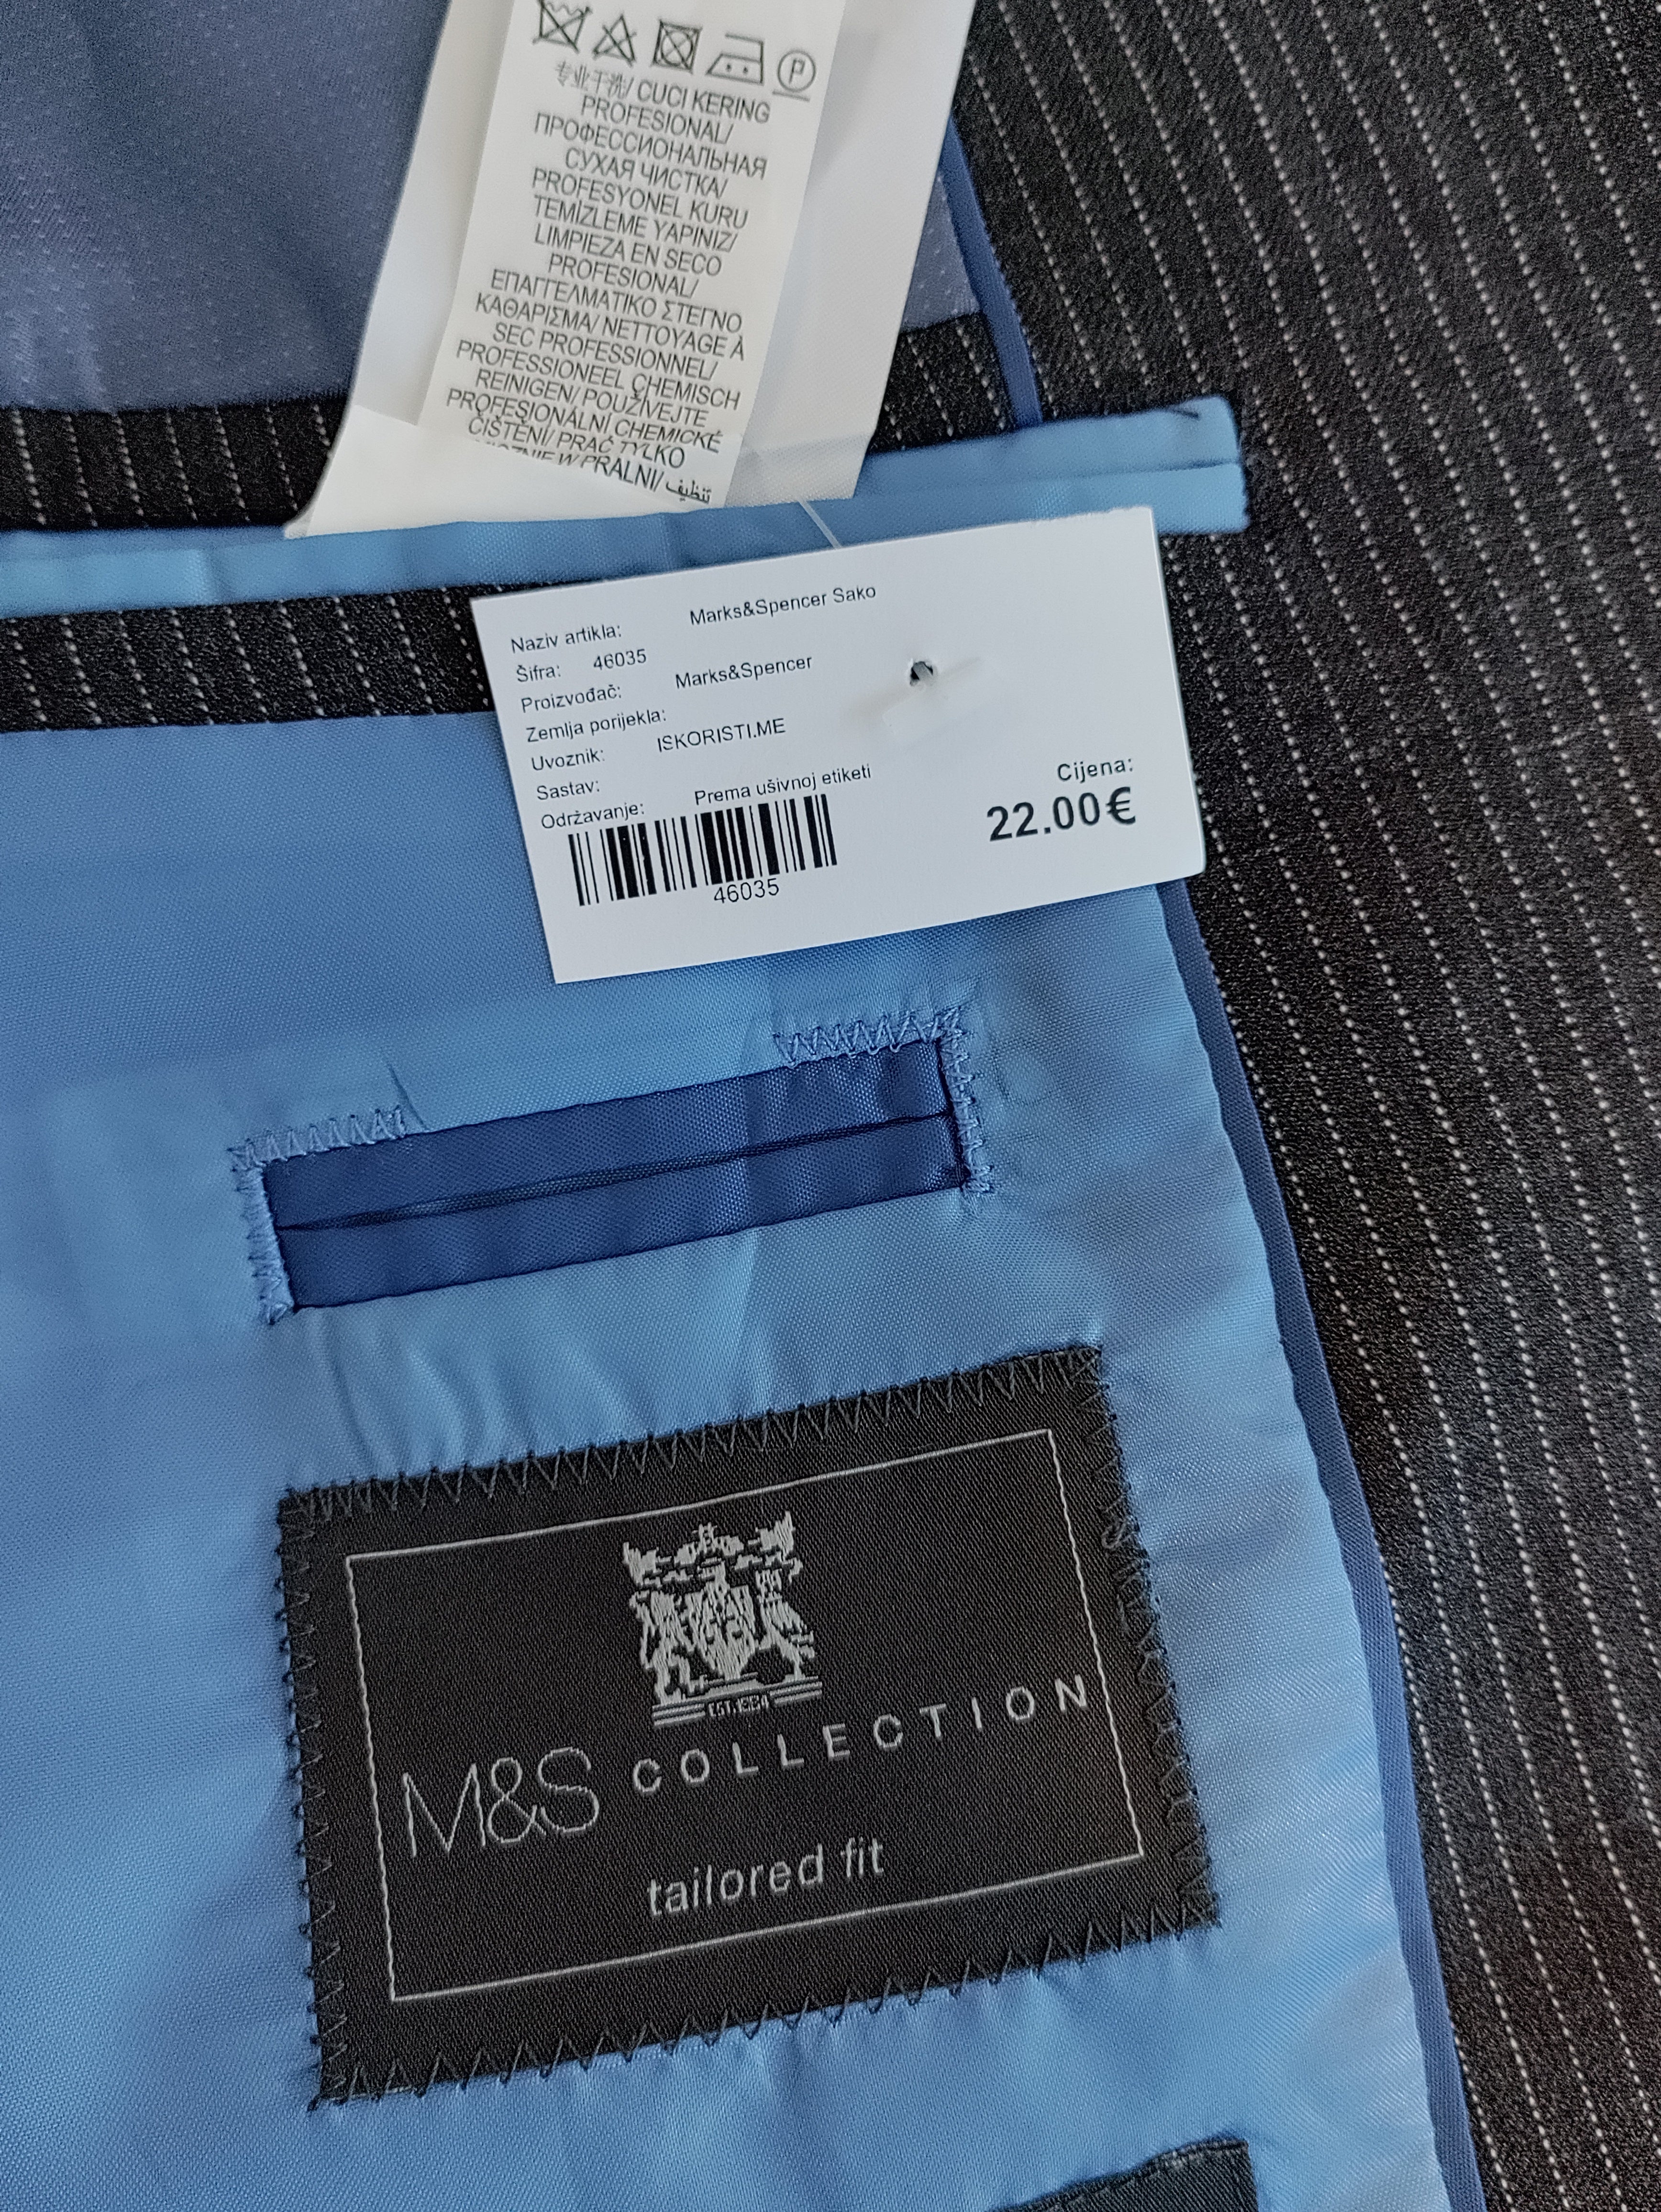 P
专业干洗/ CUCI KERING
PROFESIONAL/
ПРОФЕССИОНАЛЬНАЯ
СУХАЯ ЧИСТКА/
PROFESYONEL KURU
TEMİZLEME YAPINIZ/
LIMPIEZA EN SECO
PROFESIONAL/
ΕΠΑΓΓΕΛΜΑΤΙΚΟ ΣΤΕΓΝΟ
ΚΑΘΑΡΙΣΜΑ/ NETTOYAGE À
SEC PROFESSIONNEL/
PROFESSIONEEL CHEMISCH
REINIGEN/ POUŽÍVEJTE
PROFESIONÁLNÍ CHEMICKÉ
ČIŠTĚNÍ/ PRAĆ TYLKO
W PRALNI/ تنظيف
Naziv artikla: Marks&Spencer Sako
Šifra: 46035
Proizvođač: Marks&Spencer
Zemlja porijekla:
Uvoznik: ISKORISTI.ME
Sastav:
Održavanje: Prema ušivnoj etiketi
46035
Cijena:
22.00€
EST.1884
M&S COLLECTION
tailored fit